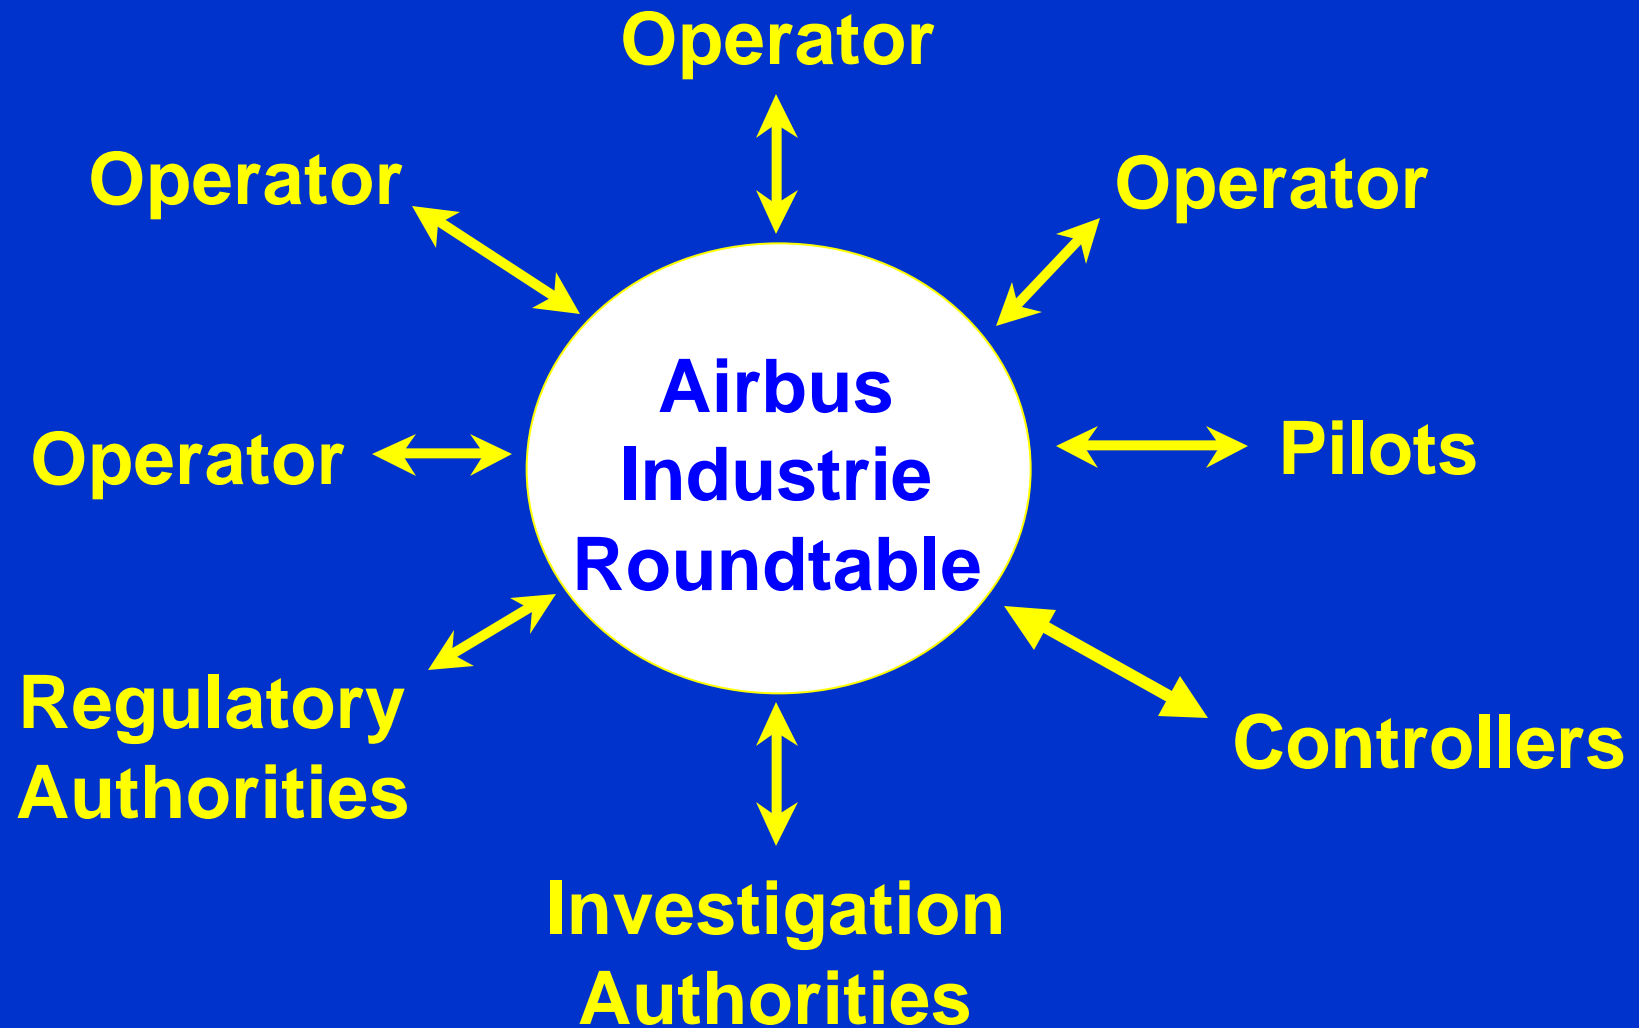 Operator
Operator
Operator
Airbus
Industrie
Roundtable
Operator
Pilots
Regulatory
Authorities
Controllers
Investigation
Authorities